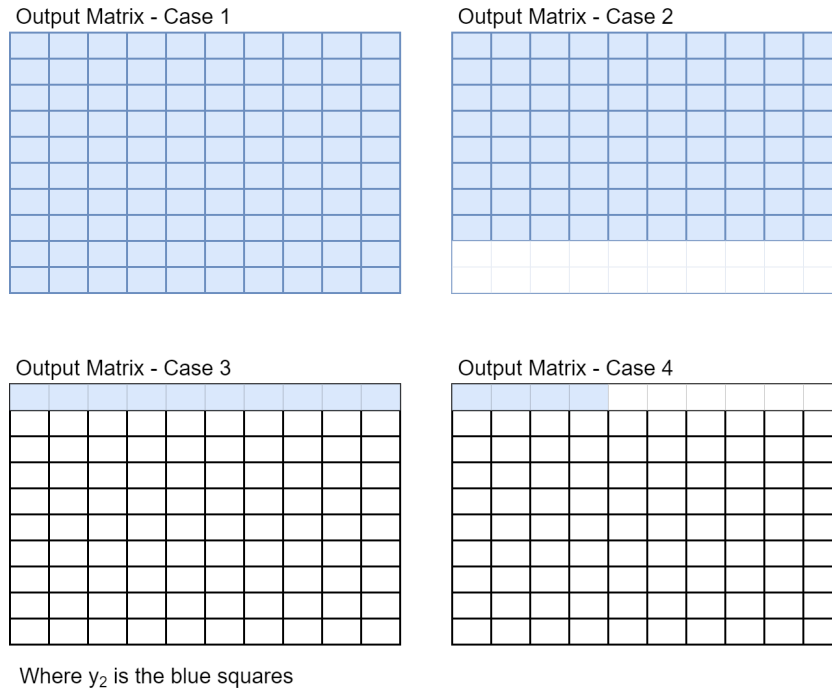 Output Matrix - Case 1
Output Matrix - Case 2
Output Matrix - Case 3
Output Matrix - Case 4
Where y₂ is the blue squares